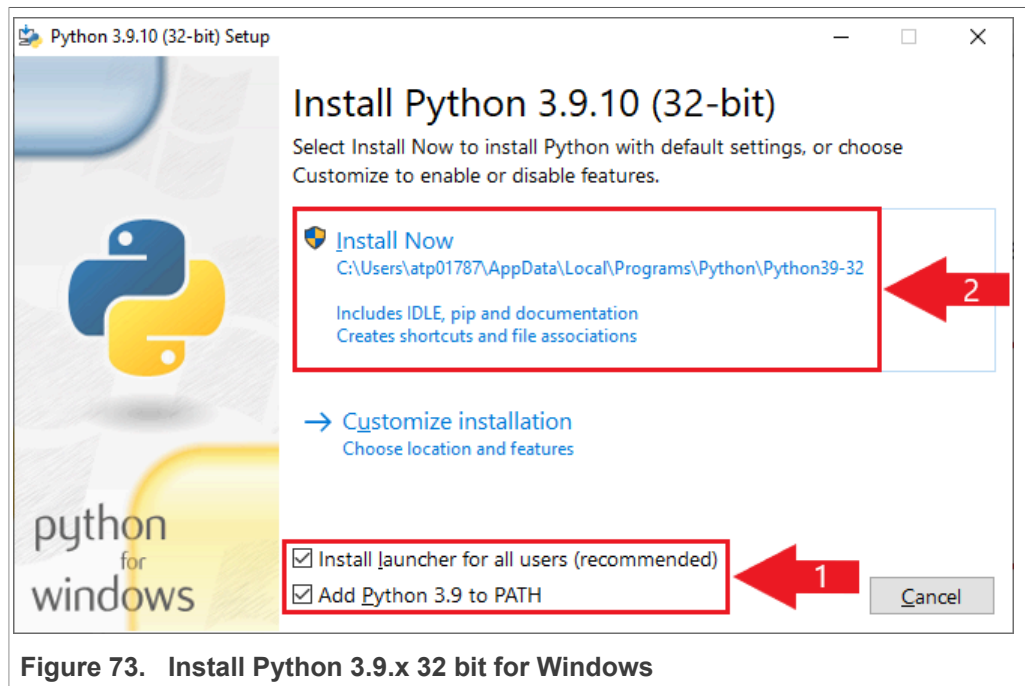 Python 3.9.10 (32-bit) Setup
Install Python 3.9.10 (32-bit)
Select Install Now to install Python with default settings, or choose
Customize to enable or disable features.
Install Now
C:\Users\atp01787\AppData\Local\Programs\Python\Python39-32
2
Includes IDLE, pip and documentation
Creates shortcuts and file associations
Customize installation
Choose location and features
python
for
windows
Install launcher for all users (recommended)
Add Python 3.9 to PATH
1
Cancel
Figure 73. Install Python 3.9.x 32 bit for Windows